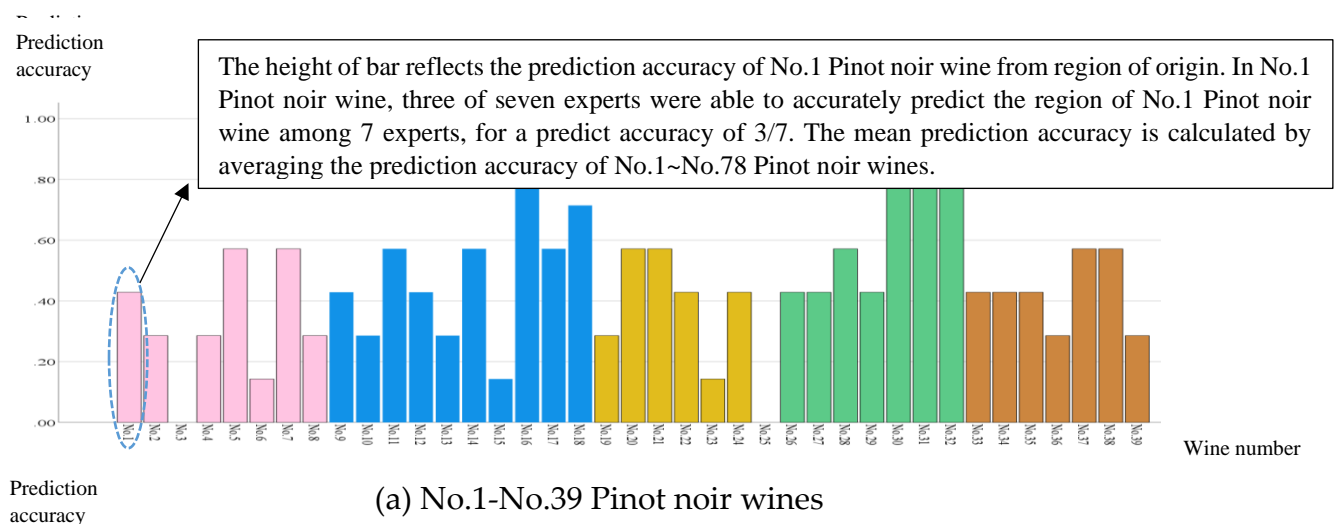 Prediction
accuracy
The height of bar reflects the prediction accuracy of No.1 Pinot noir wine from region of origin. In No.1
Pinot noir wine, three of seven experts were able to accurately predict the region of No.1 Pinot noir
wine among 7 experts, for a predict accuracy of 3/7. The mean prediction accuracy is calculated by
averaging the prediction accuracy of No.1~No.78 Pinot noir wines.
1.00
.80
.60
.40
.20
.00
No.1
No.2
No.3
No.4
No.5
No.6
No.7
No.8
No.9
No.10
No.11
No.12
No.13
No.14
No.15
No.16
No.17
No.18
No.19
No.20
No.21
No.22
No.23
No.24
No.25
No.26
No.27
No.28
No.29
No.30
No.31
No.32
No.33
No.34
No.35
No.36
No.37
No.38
No.39
Wine number
Prediction
accuracy
(a) No.1-No.39 Pinot noir wines